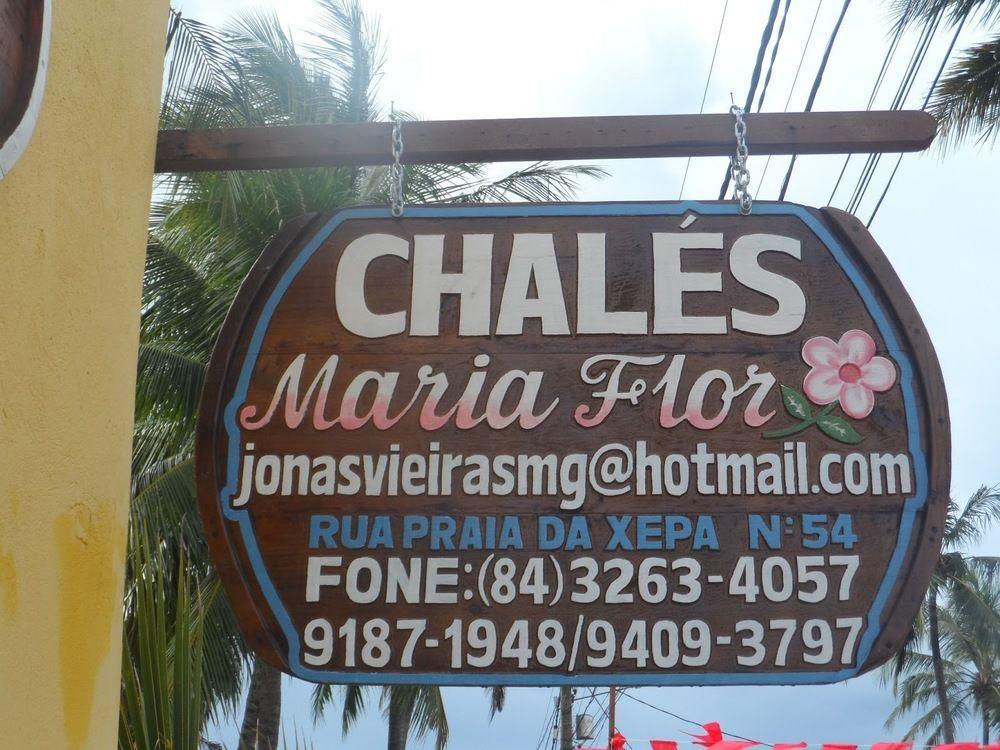 CHALÉS
Maria Flor
jonasvieirasmg@hotmail.com
RUA PRAIA DA XEPA Nº 54
FONE:(84)3263-4057
9187-1948/9409-3797